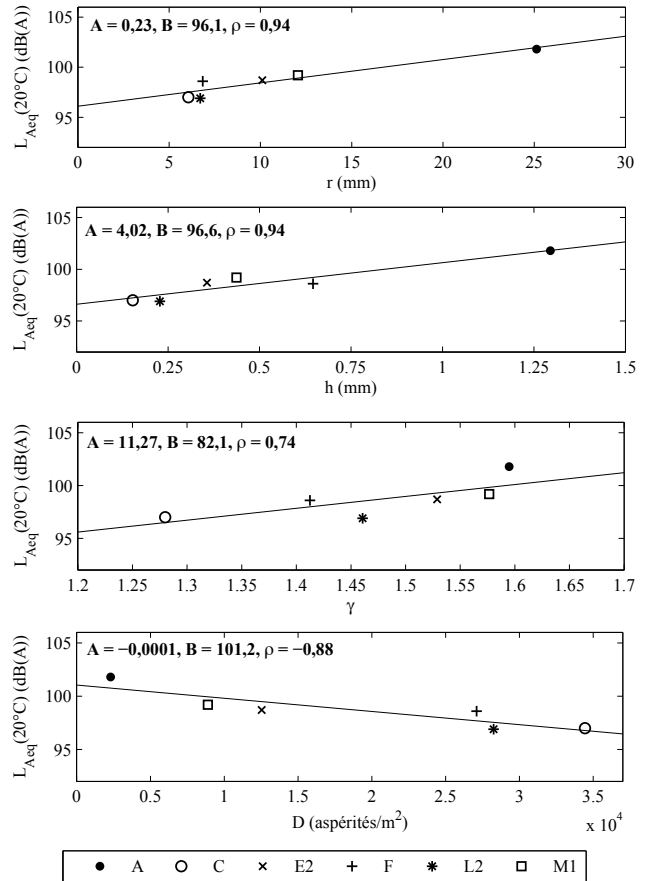 A = 0,23, B = 96,1, ρ = 0,94
105
100
95
L_Aeq(20°C) (dB(A))
0 5 10 15 20 25 30
r (mm)
A = 4,02, B = 96,6, ρ = 0,94
105
100
95
L_Aeq(20°C) (dB(A))
0 0.25 0.5 0.75 1 1.25 1.5
h (mm)
A = 11,27, B = 82,1, ρ = 0,74
105
100
95
L_Aeq(20°C) (dB(A))
1.2 1.25 1.3 1.35 1.4 1.45 1.5 1.55 1.6 1.65 1.7
γ
A = −0,0001, B = 101,2, ρ = −0,88
105
100
95
L_Aeq(20°C) (dB(A))
0 0.5 1 1.5 2 2.5 3 3.5
D (aspérités/m²)
x 10⁴
A C E2 F L2 M1